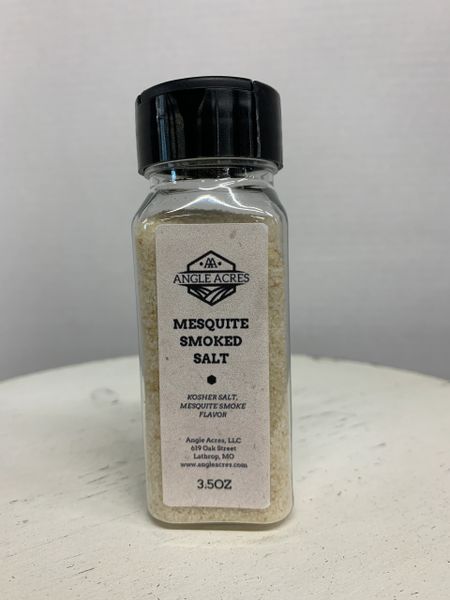 AA
ANGLE ACRES
MESQUITE
SMOKED
SALT
KOSHER SALT,
MESQUITE SMOKE
FLAVOR
Angle Acres, LLC
619 Oak Street
Lathrop, MO
www.angleacres.com
3.5OZ